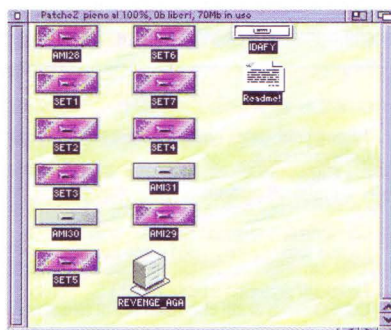 PatcheZ pieno al 100%, 0b liberi, 70Mb in uso
AMI28
SET6
IDAFY
SET1
SET7
Readme!
SET2
SET4
SET3
AMI31
AMI30
AMI29
SET5
REVENGE_AGA